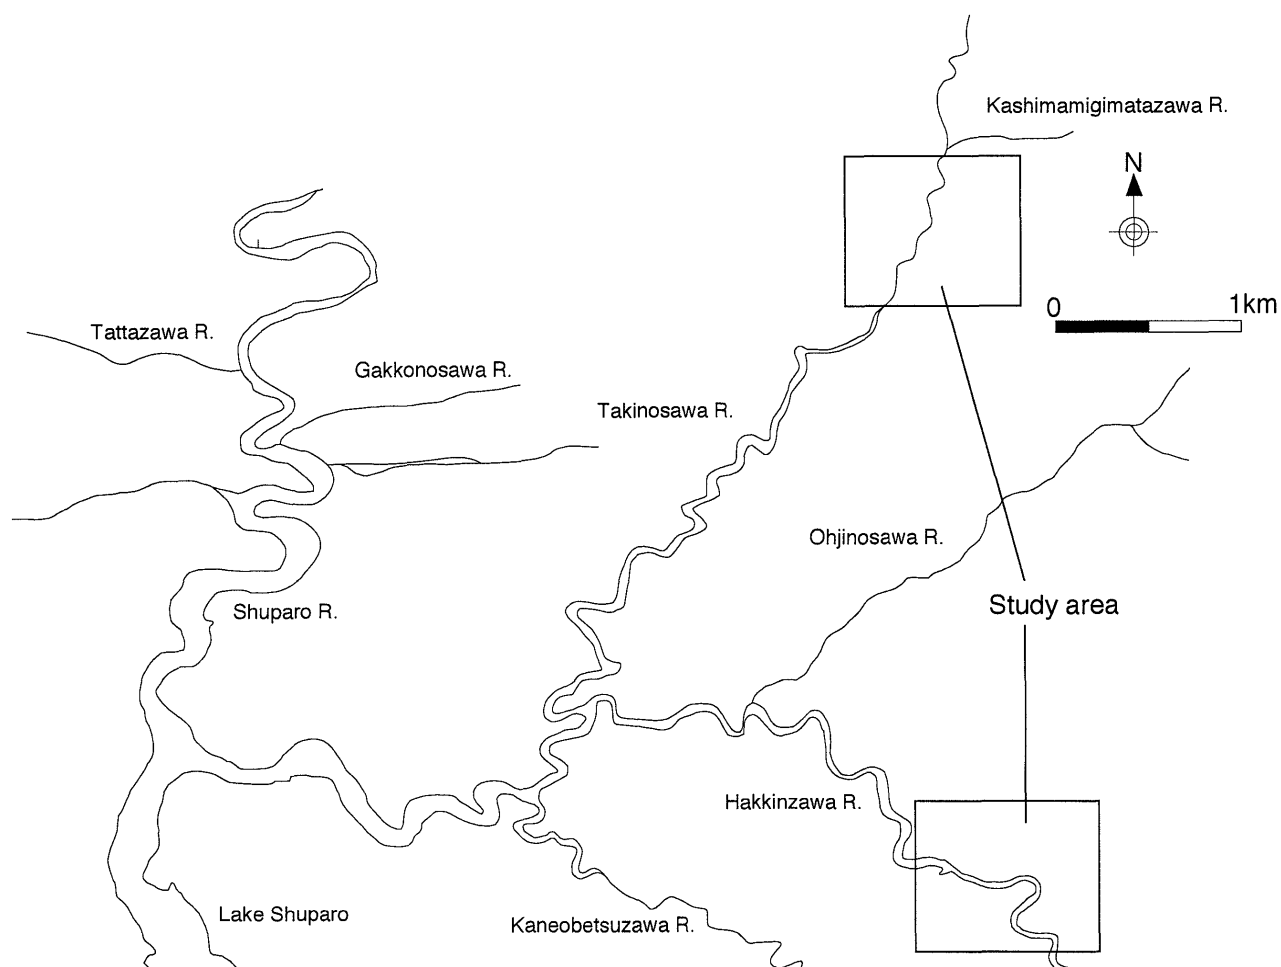 Kashimamigimatazawa R.
N
0 1km
Tattazawa R.
Gakkonosawa R.
Takinosawa R.
Ohjinosawa R.
Study area
Shuparo R.
Hakkinzawa R.
Lake Shuparo
Kaneobetsuzawa R.